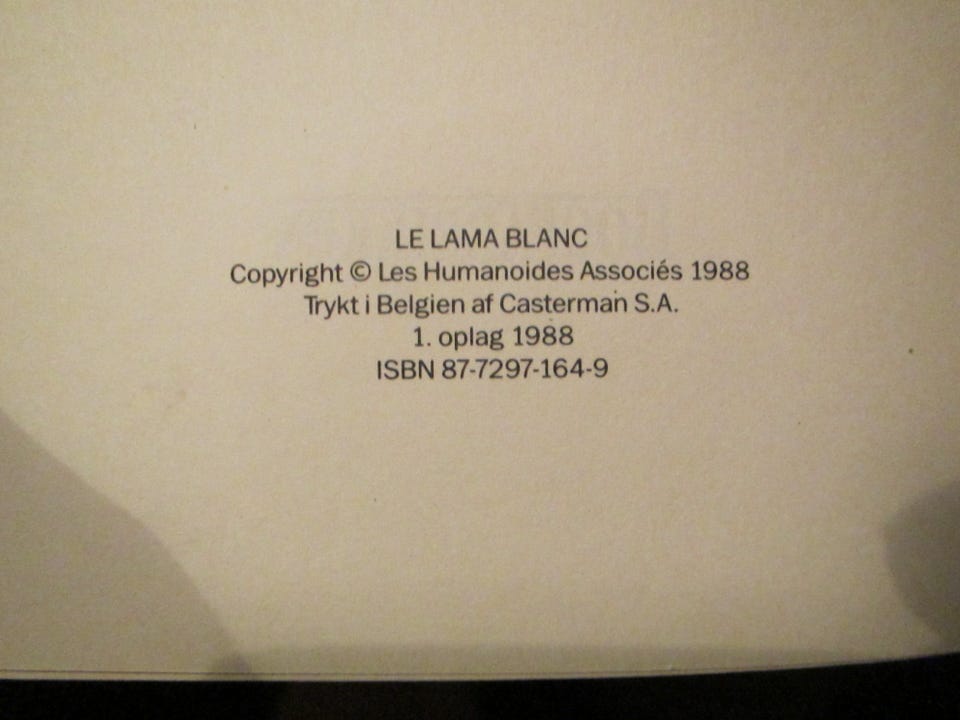 LE LAMA BLANC
Copyright © Les Humanoides Associés 1988
Trykt i Belgien af Casterman S.A.
1. oplag 1988
ISBN 87-7297-164-9